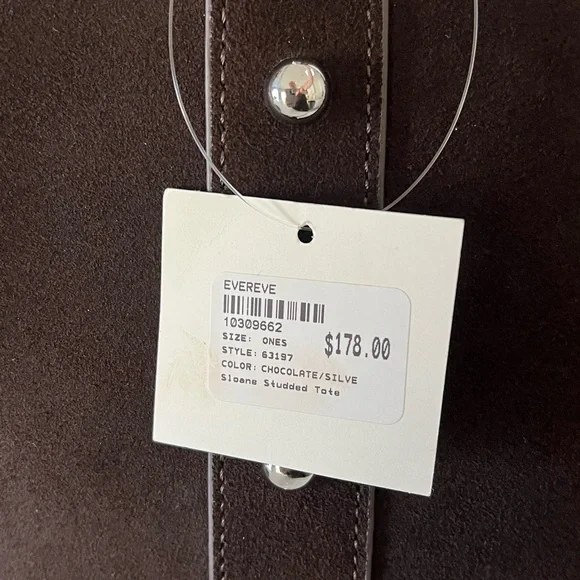 EVEREVE
10309662
SIZE: ONES $178.00
STYLE: 63197
COLOR: CHOCOLATE/SILVE
Sloane Studded Tote